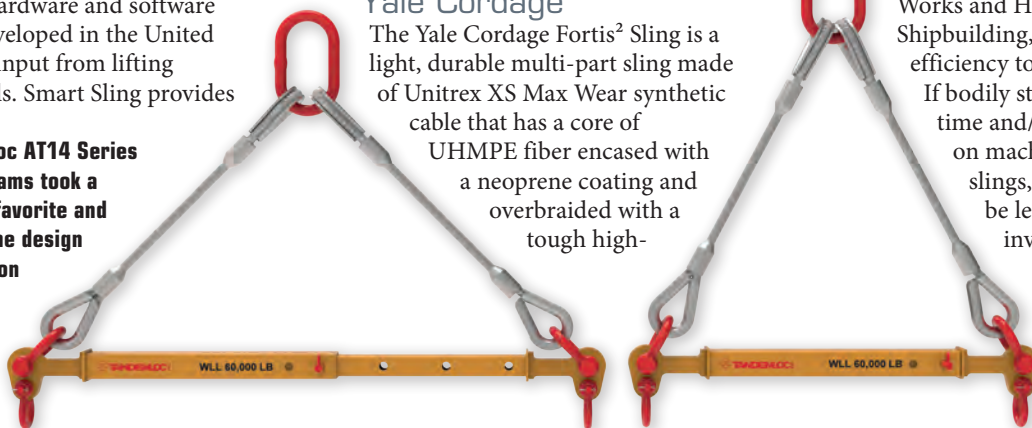 ardware and software
veloped in the United
input from lifting
ls. Smart Sling provides
oc AT14 Series
ams took a
favorite and
ne design
on
Yale Cordage
The Yale Cordage Fortis² Sling is a
light, durable multi-part sling made
of Unitrex XS Max Wear synthetic
cable that has a core of
UHMPE fiber encased with
a neoprene coating and
overbraided with a
tough high-
Works and H
Shipbuilding,
efficiency to
If bodily st
time and/
on mach
slings,
be le
inv
TANDEMLOC
WLL 60,000 LB
TANDEMLOC
WLL 60,000 LB